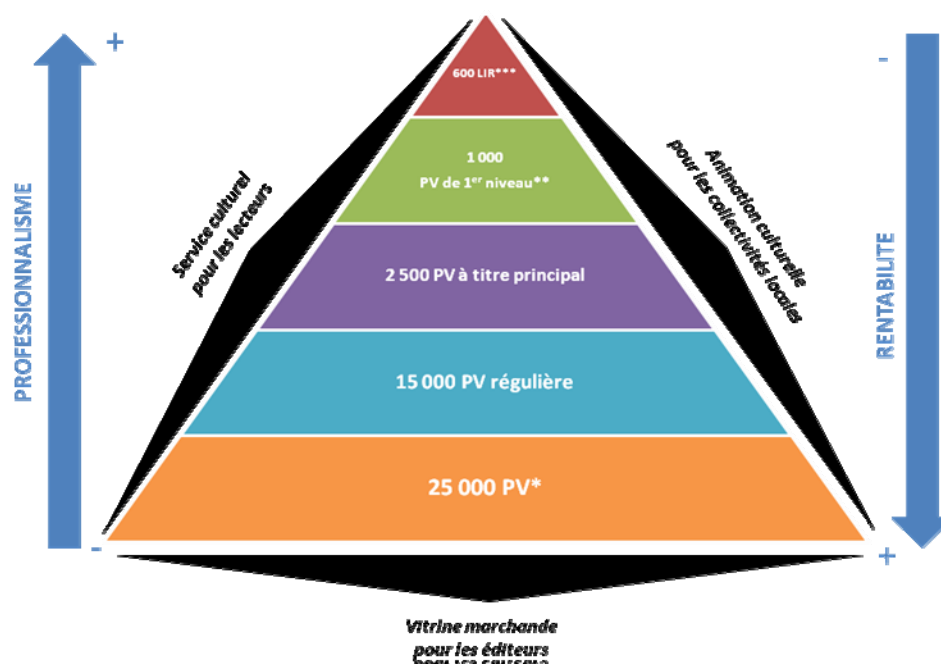 +
-
600 LIR***
1 000
PV de 1er niveau**
2 500 PV à titre principal
15 000 PV régulière
25 000 PV*
PROFESSIONNALISME
Service culturel
pour les lecteurs
Animation culturelle
pour les collectivités locales
RENTABILITE
-
+
Vitrine marchande
pour les éditeurs